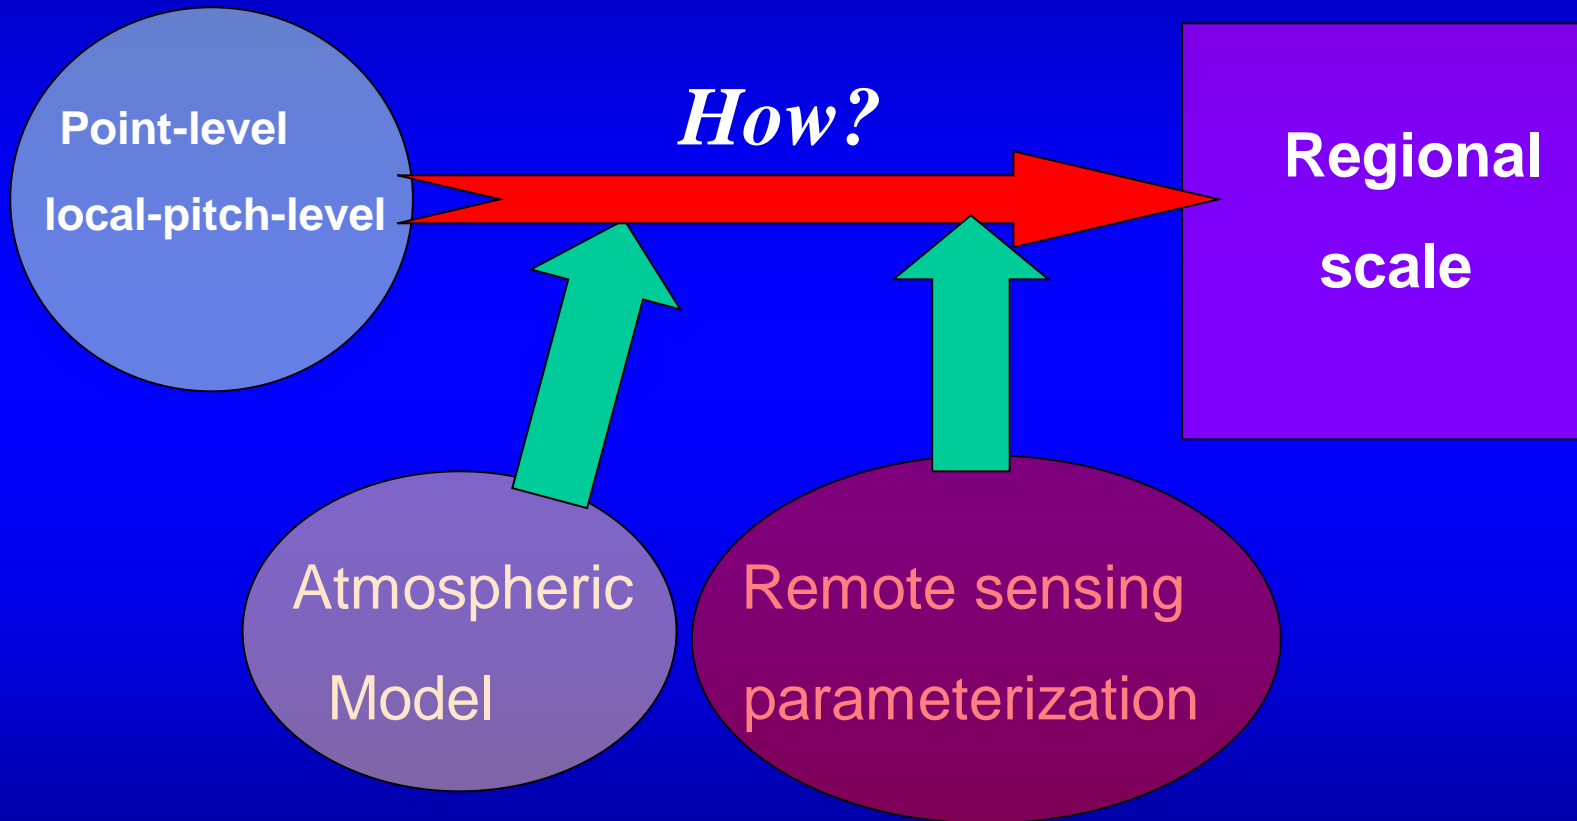 Point-level
local-pitch-level
How?
Regional
scale
Atmospheric
Model
Remote sensing
parameterization